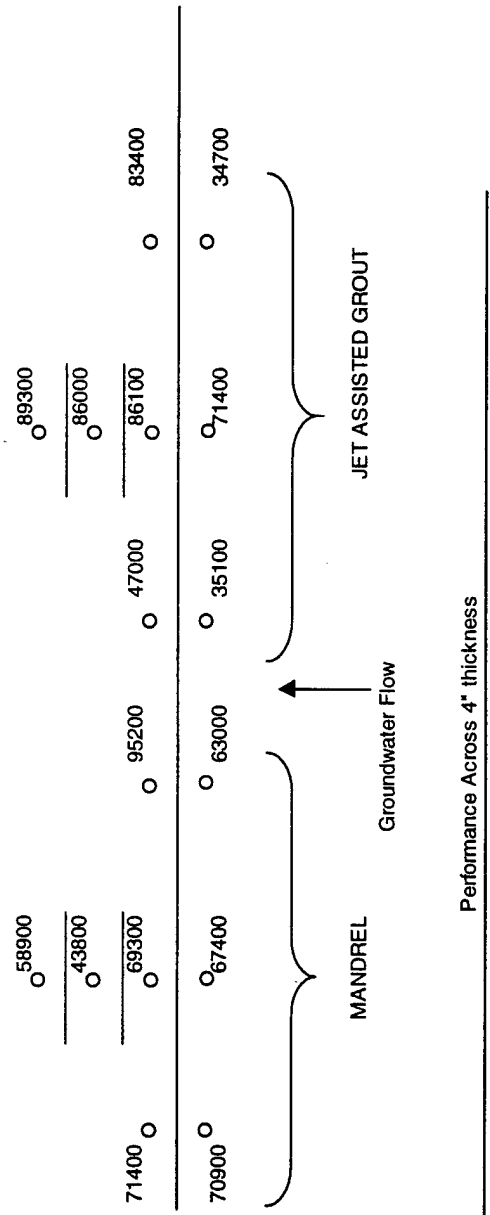 58900 89300
43800 86000
71400 69300 95200 47000 86100 83400
70900 67400 63000 35100 71400 34700
MANDREL JET ASSISTED GROUT
Groundwater Flow
Performance Across 4" thickness